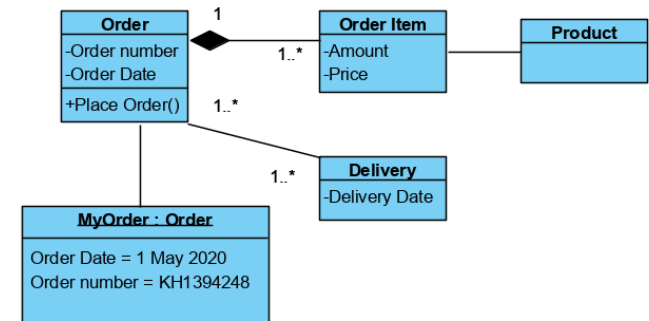 Order
-Order number
-Order Date
+Place Order()
1
1..*
Order Item
-Amount
-Price
Product
1..*
1..*
Delivery
-Delivery Date
MyOrder : Order
Order Date = 1 May 2020
Order number = KH1394248